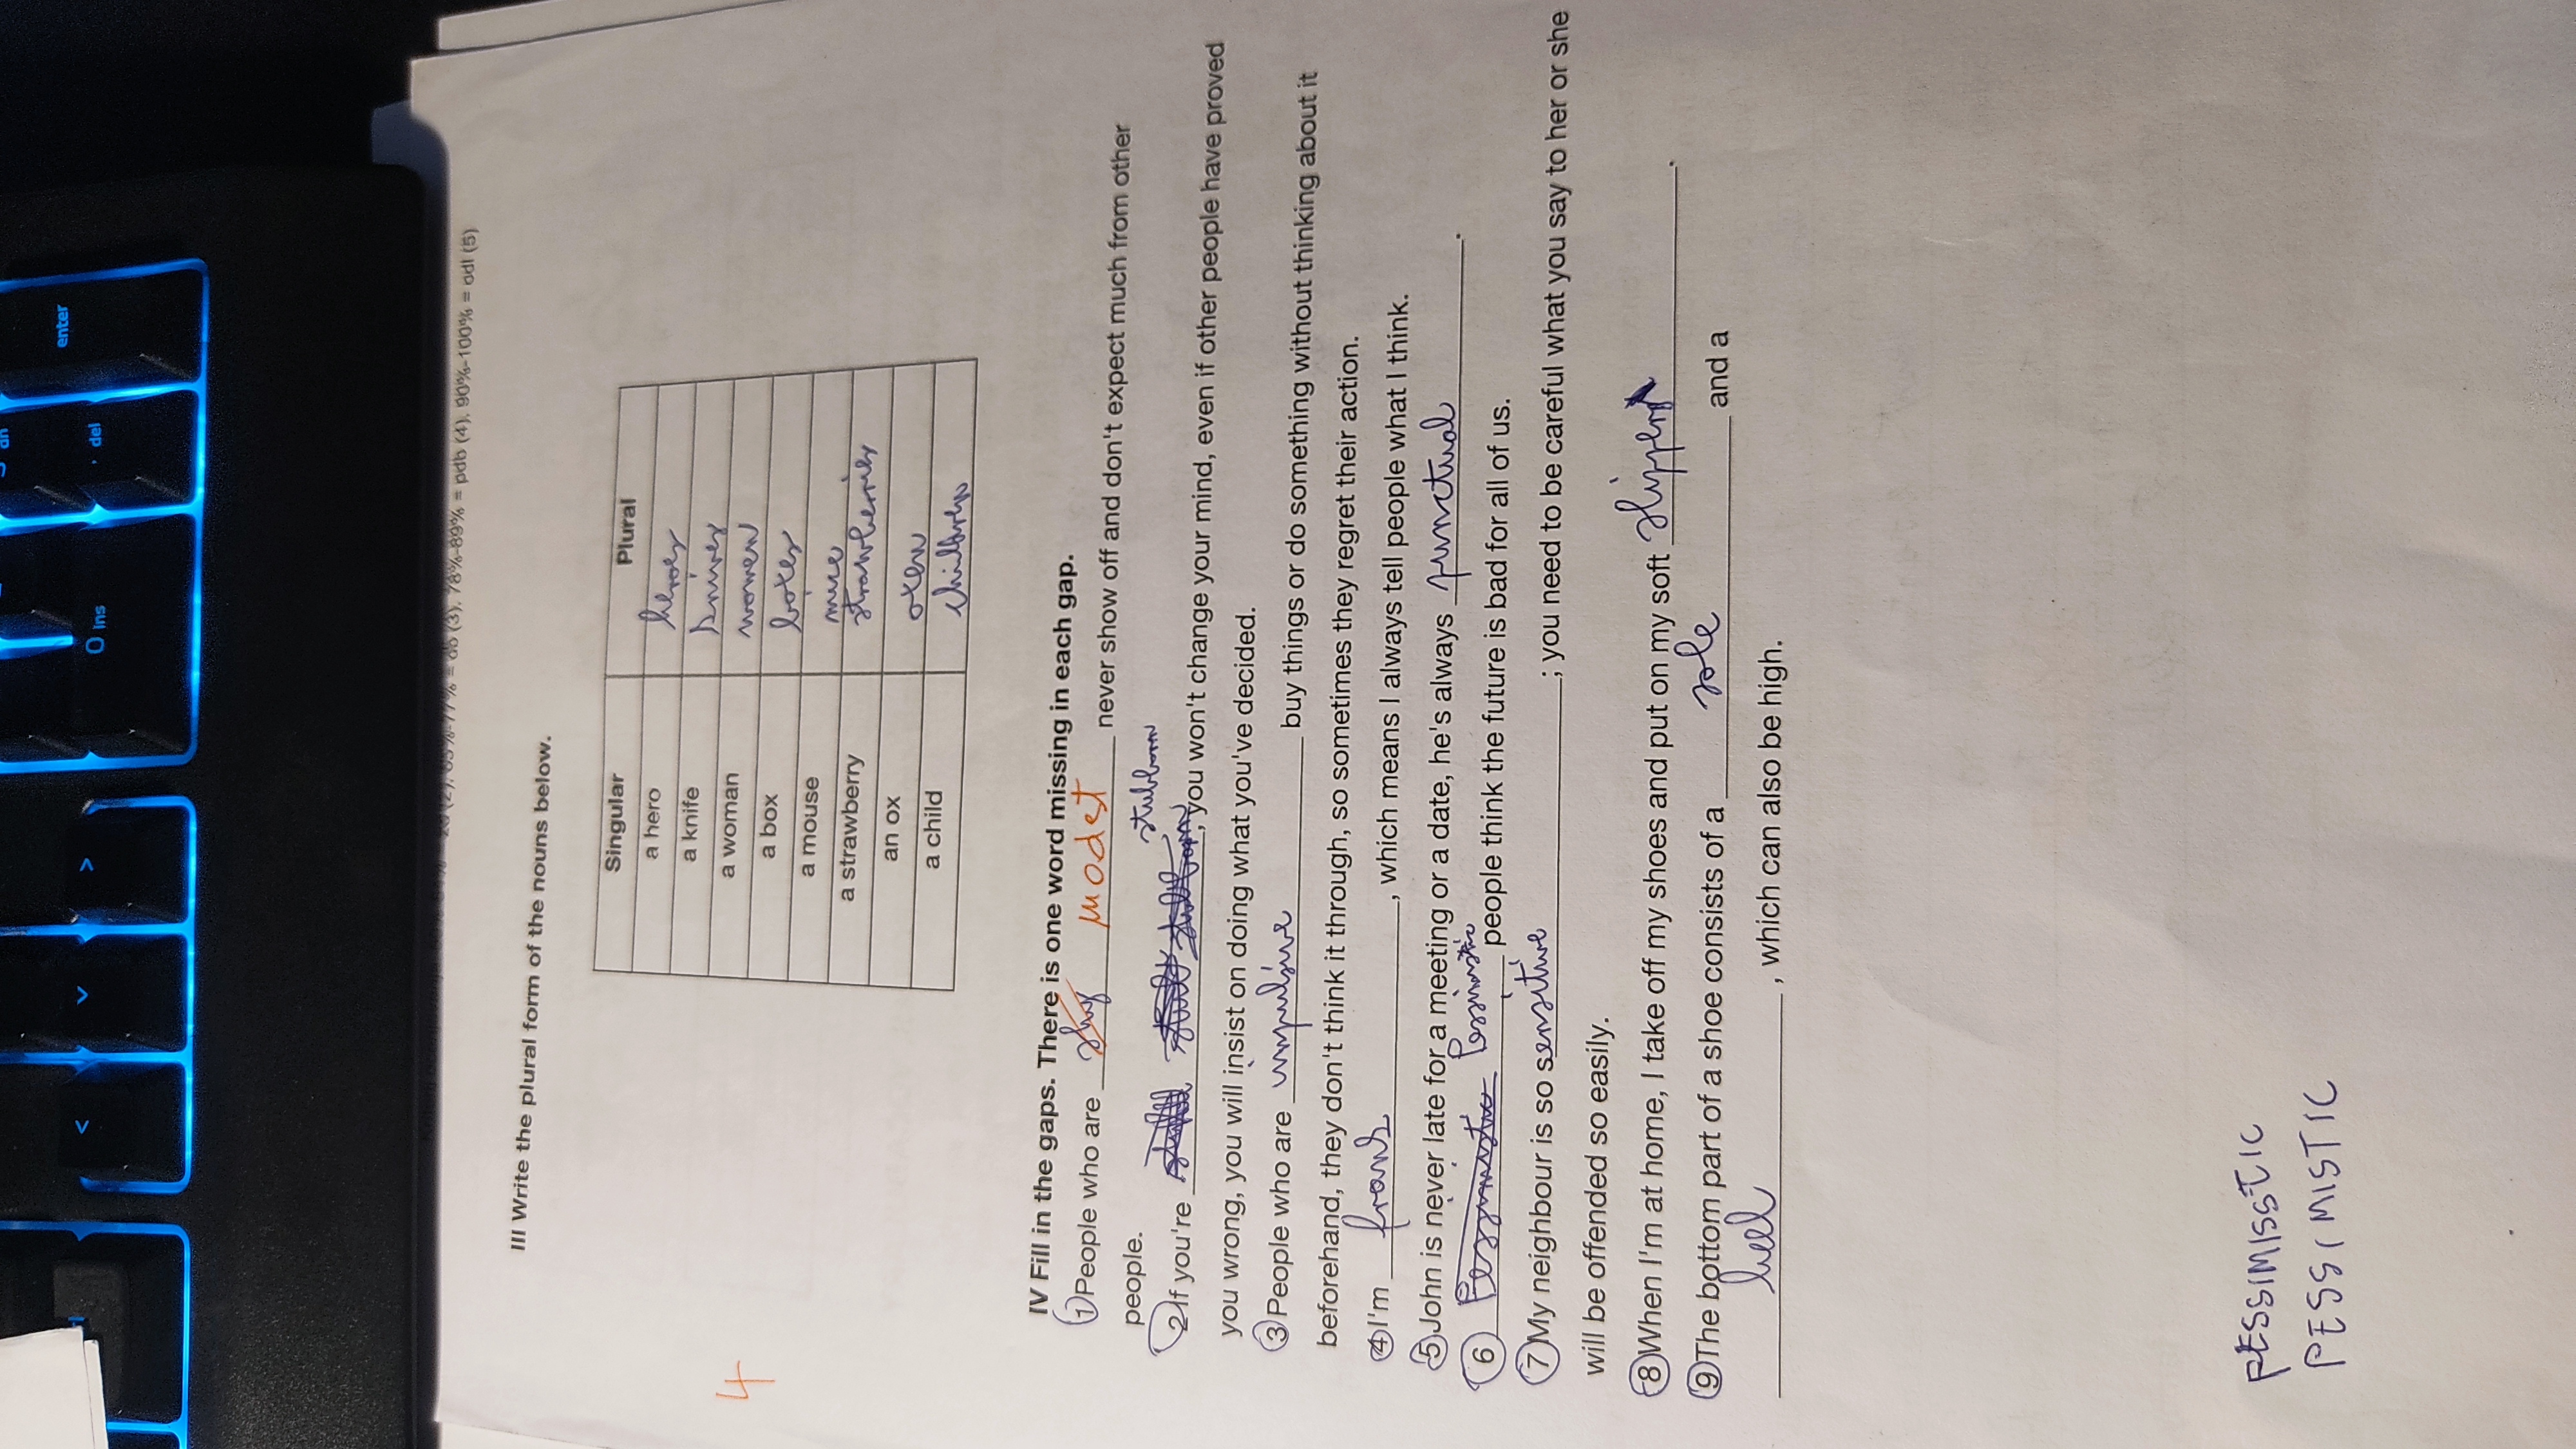 < v > 0 Ins . del enter
65%-77% = db (3), 78%-89% = pdb (4), 90%-100% = odl (5)
III Write the plural form of the nouns below.
Singular Plural
a hero heroes
a knife knives
a woman women
a box boxes
a mouse mice
a strawberry strawberries
an ox oxen
a child children
4
IV Fill in the gaps. There is one word missing in each gap.
1 People who are shy modest never show off and don't expect much from other
people.
stubborn
2 If you're , you won't change your mind, even if other people have proved
you wrong, you will insist on doing what you've decided.
3 People who are impulsive buy things or do something without thinking about it
beforehand, they don't think it through, so sometimes they regret their action.
4 I'm frank, which means I always tell people what I think.
5 John is never late for a meeting or a date, he's always punctual.
6 Pessimistic Pessimistic people think the future is bad for all of us.
7 My neighbour is so sensitive; you need to be careful what you say to her or she
will be offended so easily.
8 When I'm at home, I take off my shoes and put on my soft slippers.
9 The bottom part of a shoe consists of a sole and a
heel, which can also be high.
PESSIMISSTIC
PESSIMISTIC